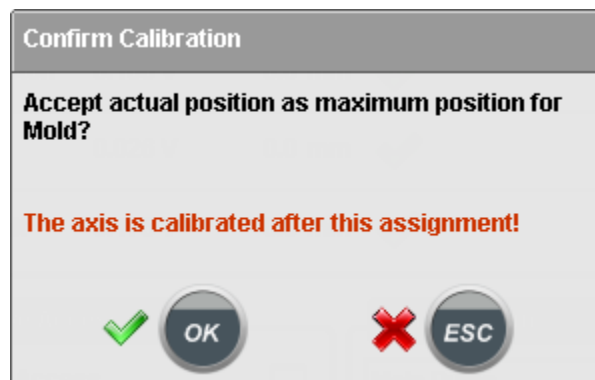 Confirm Calibration
Accept actual position as maximum position for
Mold?
The axis is calibrated after this assignment!
OK
ESC